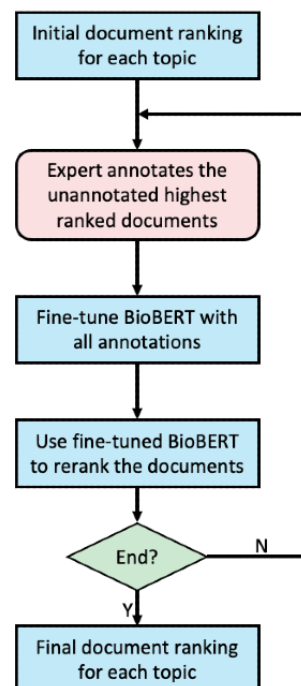 Initial document ranking
for each topic
Expert annotates the
unannotated highest
ranked documents
Fine-tune BioBERT with
all annotations
Use fine-tuned BioBERT
to rerank the documents
End?
N
Y
Final document ranking
for each topic